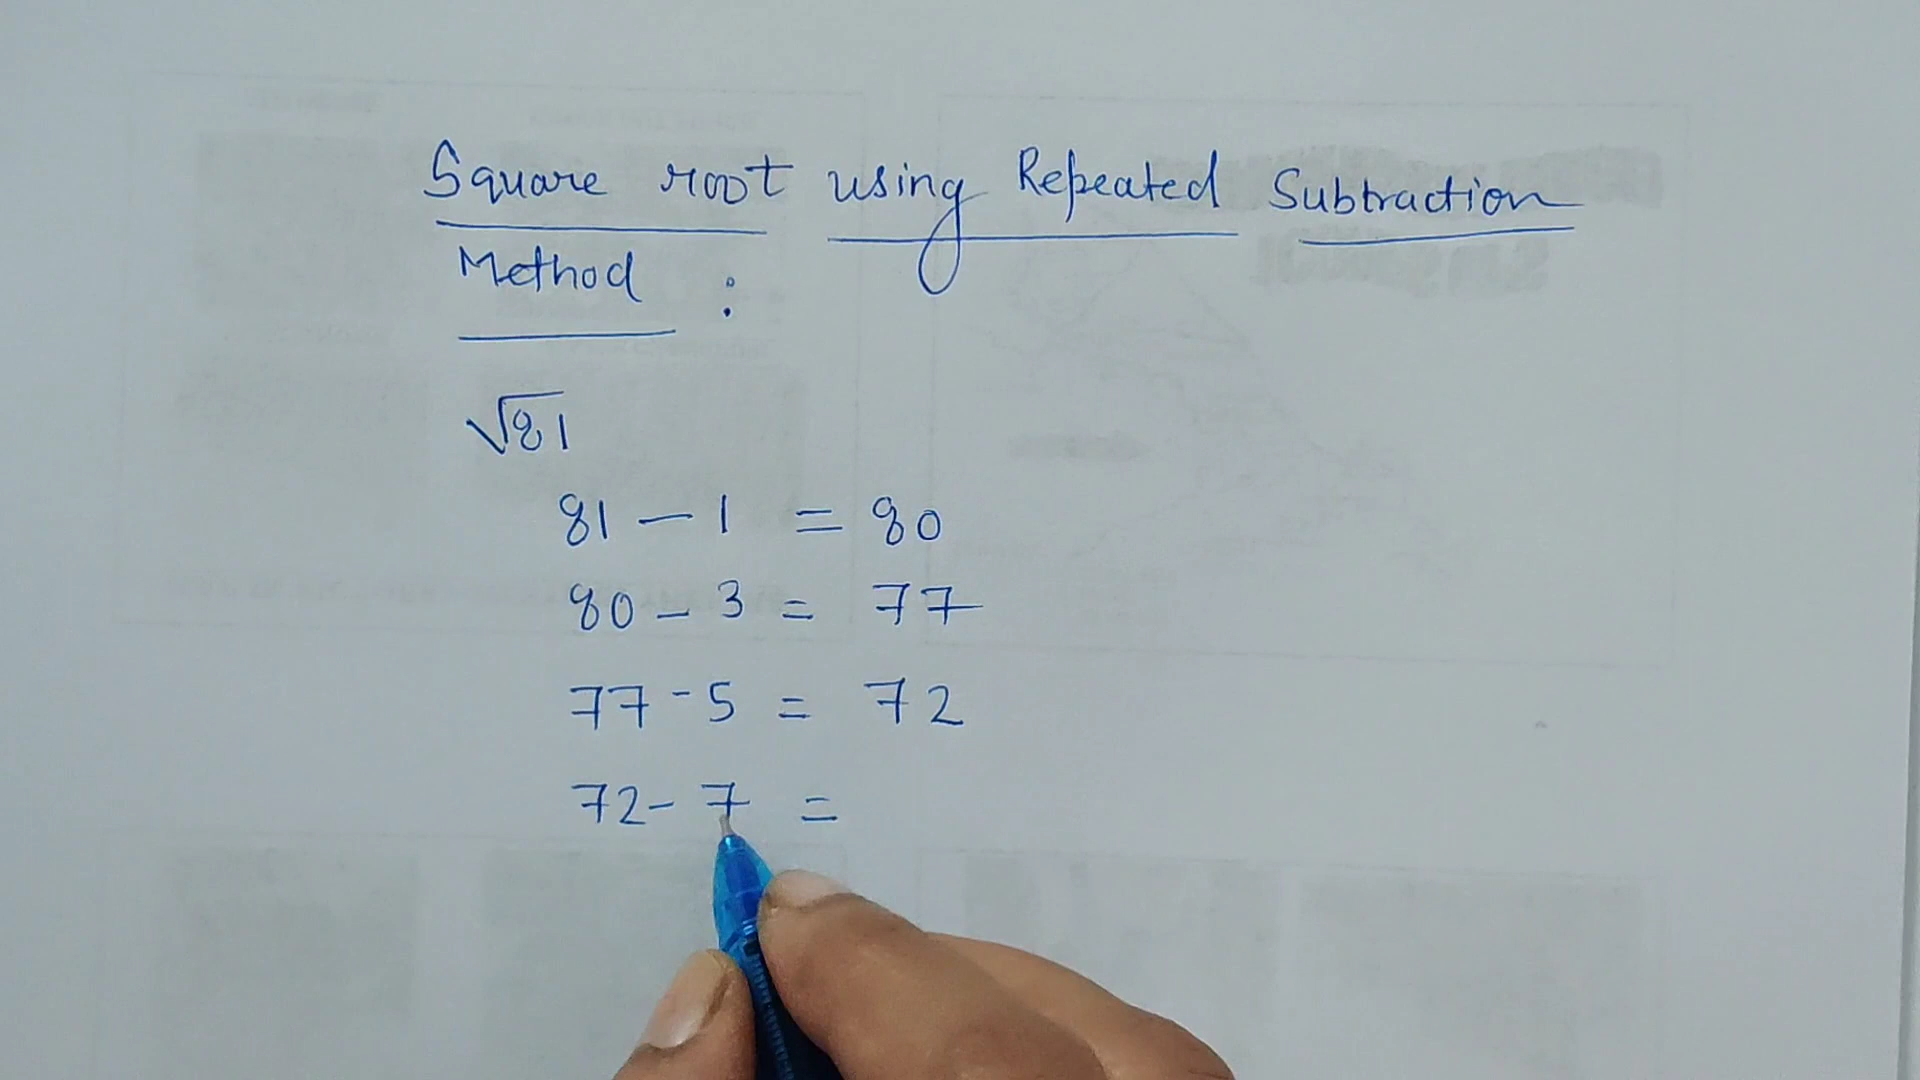 Square root using Repeated Subtraction
Method :
√81
81 - 1 = 80
80 - 3 = 77
77 - 5 = 72
72 - 7 =